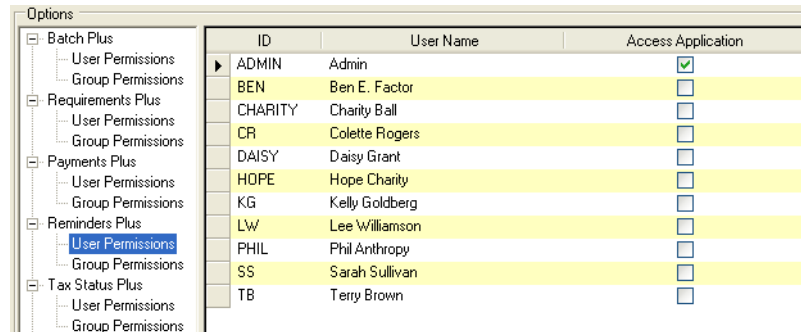 Options
Batch Plus
User Permissions
Group Permissions
Requirements Plus
User Permissions
Group Permissions
Payments Plus
User Permissions
Group Permissions
Reminders Plus
User Permissions
Group Permissions
Tax Status Plus
User Permissions
Group Permissions
ID User Name Access Application
ADMIN Admin
BEN Ben E. Factor
CHARITY Charity Ball
CR Colette Rogers
DAISY Daisy Grant
HOPE Hope Charity
KG Kelly Goldberg
LW Lee Williamson
PHIL Phil Anthropy
SS Sarah Sullivan
TB Terry Brown